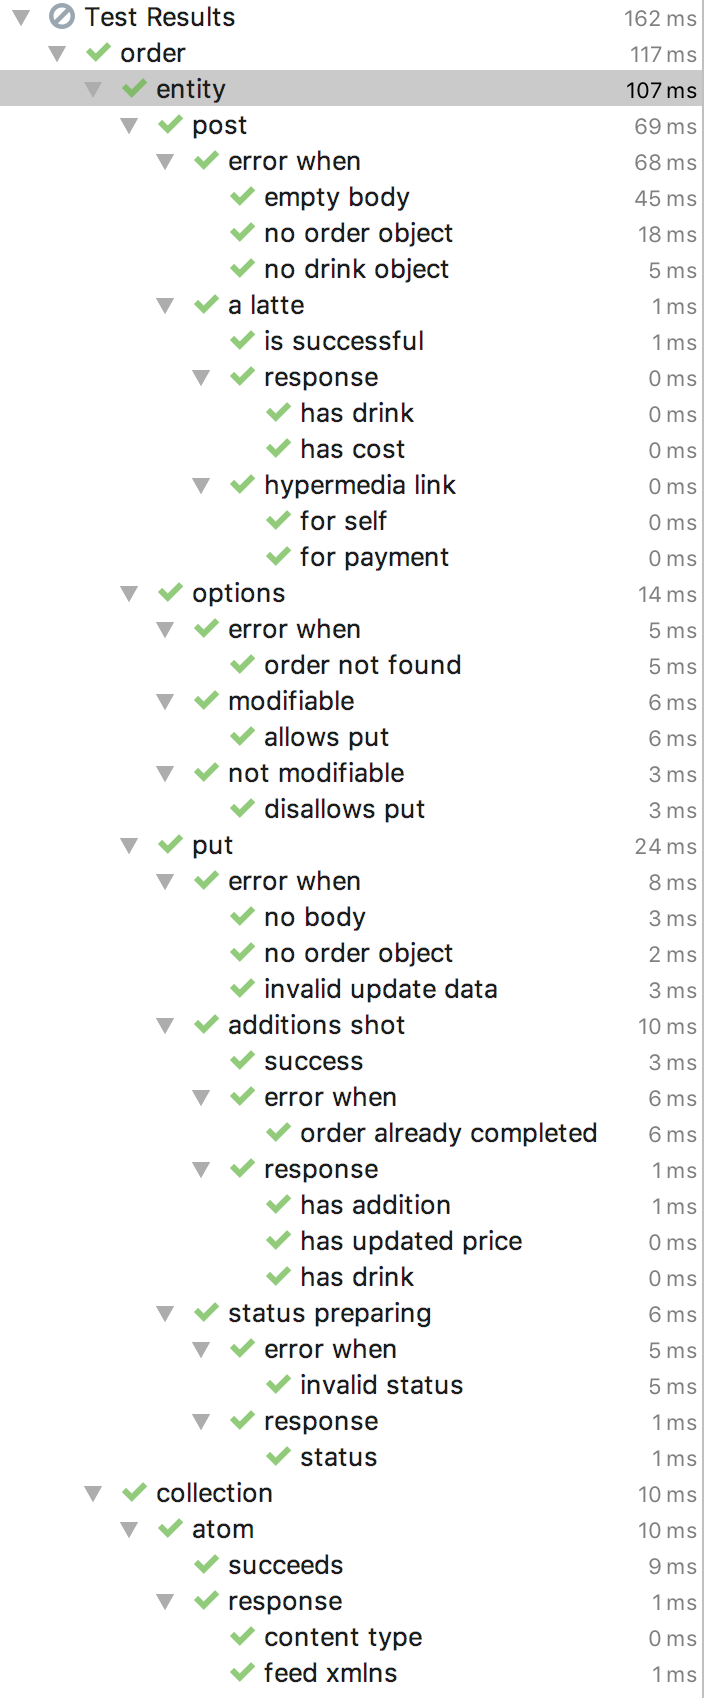 Test Results 162 ms
order 117 ms
entity 107 ms
post 69 ms
error when 68 ms
empty body 45 ms
no order object 18 ms
no drink object 5 ms
a latte 1 ms
is successful 1 ms
response 0 ms
has drink 0 ms
has cost 0 ms
hypermedia link 0 ms
for self 0 ms
for payment 0 ms
options 14 ms
error when 5 ms
order not found 5 ms
modifiable 6 ms
allows put 6 ms
not modifiable 3 ms
disallows put 3 ms
put 24 ms
error when 8 ms
no body 3 ms
no order object 2 ms
invalid update data 3 ms
additions shot 10 ms
success 3 ms
error when 6 ms
order already completed 6 ms
response 1 ms
has addition 1 ms
has updated price 0 ms
has drink 0 ms
status preparing 6 ms
error when 5 ms
invalid status 5 ms
response 1 ms
status 1 ms
collection 10 ms
atom 10 ms
succeeds 9 ms
response 1 ms
content type 0 ms
feed xmlns 1 ms